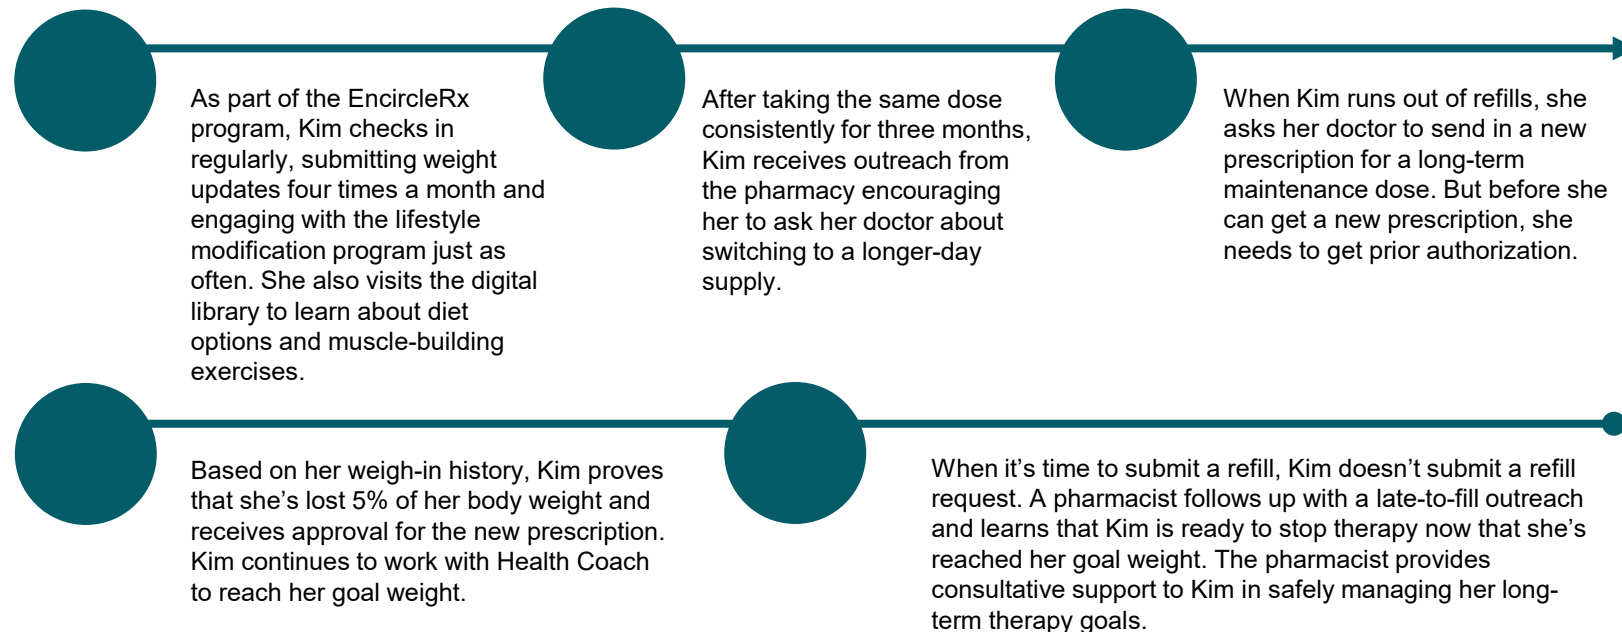 As part of the EncircleRx
program, Kim checks in
regularly, submitting weight
updates four times a month and
engaging with the lifestyle
modification program just as
often. She also visits the digital
library to learn about diet
options and muscle-building
exercises.
After taking the same dose
consistently for three months,
Kim receives outreach from
the pharmacy encouraging
her to ask her doctor about
switching to a longer-day
supply.
When Kim runs out of refills, she
asks her doctor to send in a new
prescription for a long-term
maintenance dose. But before she
can get a new prescription, she
needs to get prior authorization.
Based on her weigh-in history, Kim proves
that she’s lost 5% of her body weight and
receives approval for the new prescription.
Kim continues to work with Health Coach
to reach her goal weight.
When it’s time to submit a refill, Kim doesn’t submit a refill
request. A pharmacist follows up with a late-to-fill outreach
and learns that Kim is ready to stop therapy now that she’s
reached her goal weight. The pharmacist provides
consultative support to Kim in safely managing her long-
term therapy goals.